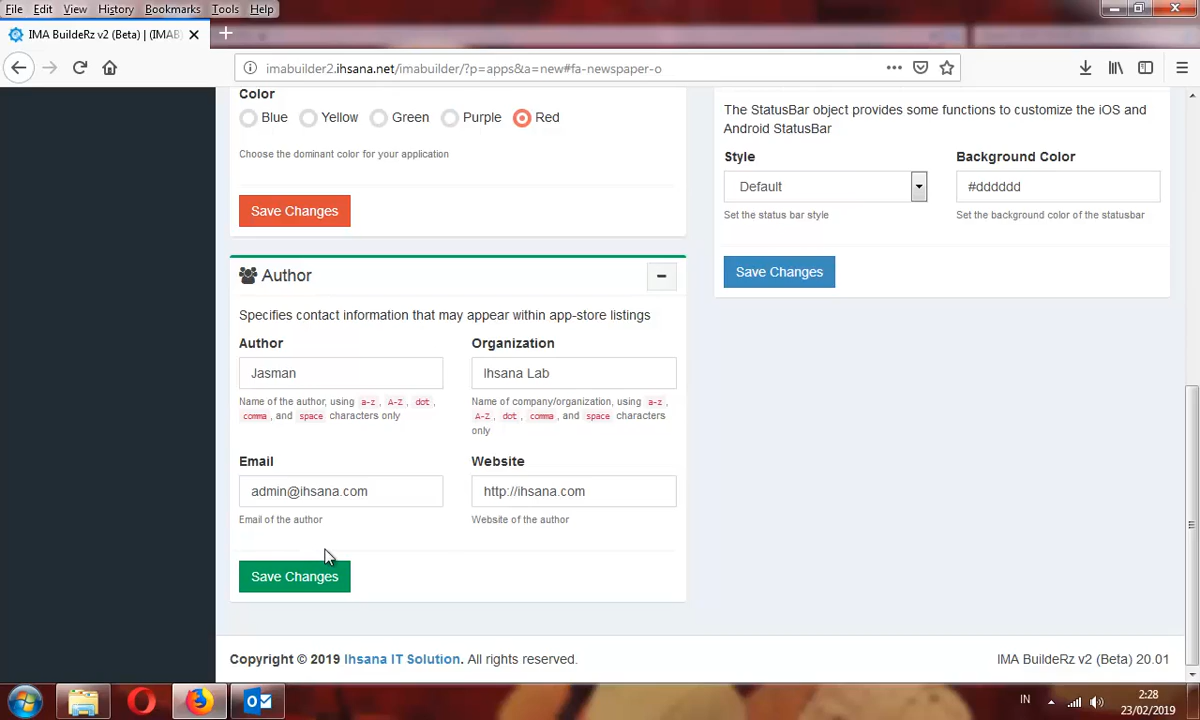 File Edit View History Bookmarks Tools Help
IMA BuildeRz v2 (Beta) | (IMAB)
imabuilder2.ihsana.net/imabuilder/?p=apps&a=new#fa-newspaper-o
Color
Blue Yellow Green Purple Red
Choose the dominant color for your application
Save Changes
Author
Specifies contact information that may appear within app-store listings
Author Organization
Jasman Ihsana Lab
Name of the author, using a-z, A-Z, dot,
comma, and space characters only
Name of company/organization, using a-z,
A-Z, dot, comma, and space characters
only
Email Website
admin@ihsana.com http://ihsana.com
Email of the author Website of the author
Save Changes
The StatusBar object provides some functions to customize the iOS and
Android StatusBar
Style Background Color
Default #dddddd
Set the status bar style Set the background color of the statusbar
Save Changes
Copyright © 2019 Ihsana IT Solution. All rights reserved. IMA BuildeRz v2 (Beta) 20.01
IN
2:28
23/02/2019